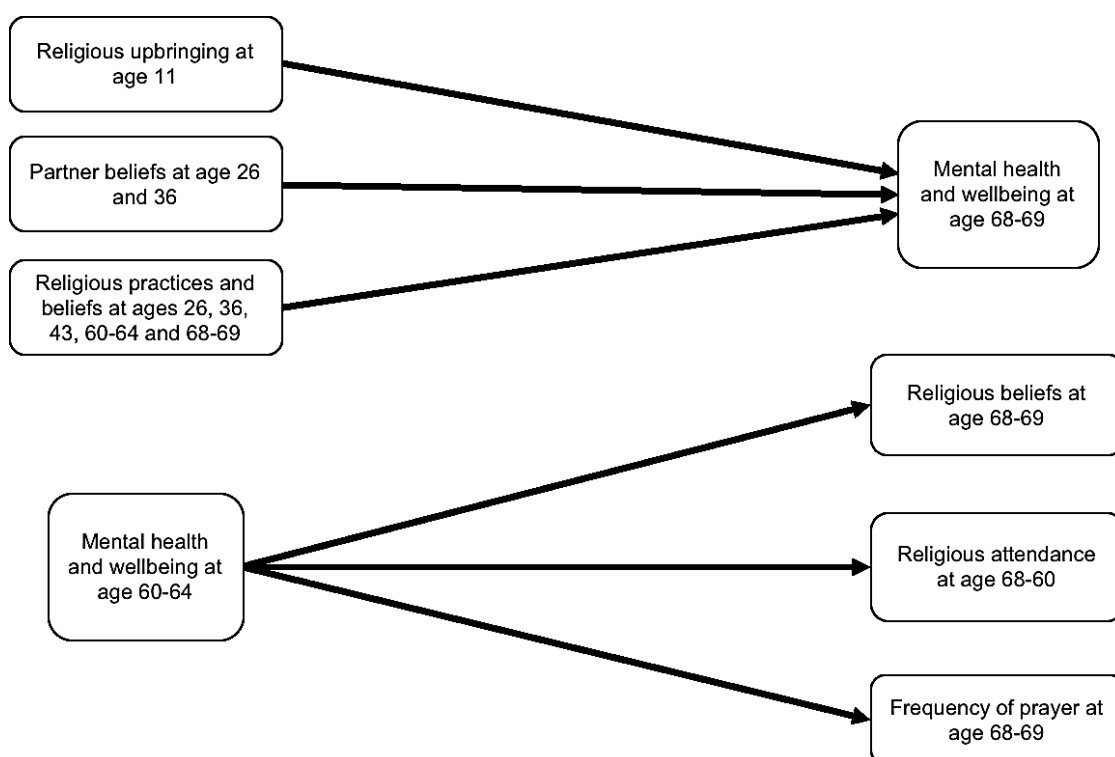 Religious upbringing at
age 11
Partner beliefs at age 26
and 36
Religious practices and
beliefs at ages 26, 36,
43, 60-64 and 68-69
Mental health
and wellbeing at
age 68-69
Mental health
and wellbeing at
age 60-64
Religious beliefs at
age 68-69
Religious attendance
at age 68-60
Frequency of prayer at
age 68-69